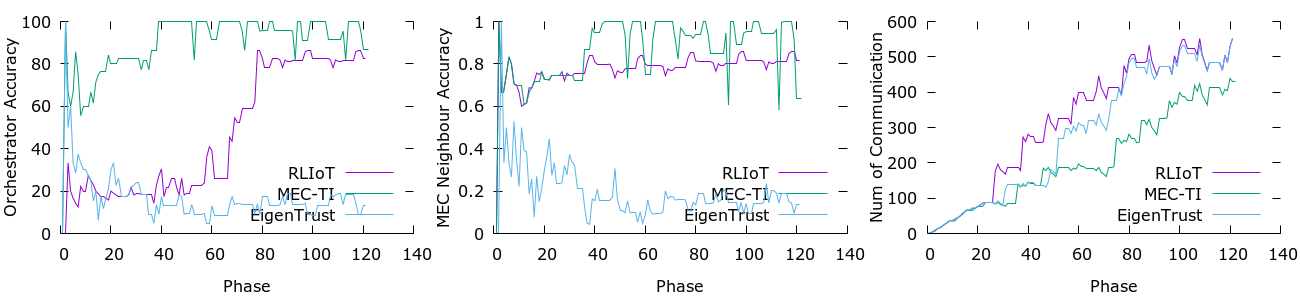 Orchestrator Accuracy
100
80
60
40
20
0
0 20 40 60 80 100 120 140
Phase
RLIoT
MEC-TI
EigenTrust
MEC Neighbour Accuracy
1
0.8
0.6
0.4
0.2
0
0 20 40 60 80 100 120 140
Phase
RLIoT
MEC-TI
EigenTrust
Num of Communication
600
500
400
300
200
100
0
0 20 40 60 80 100 120 140
Phase
RLIoT
MEC-TI
EigenTrust